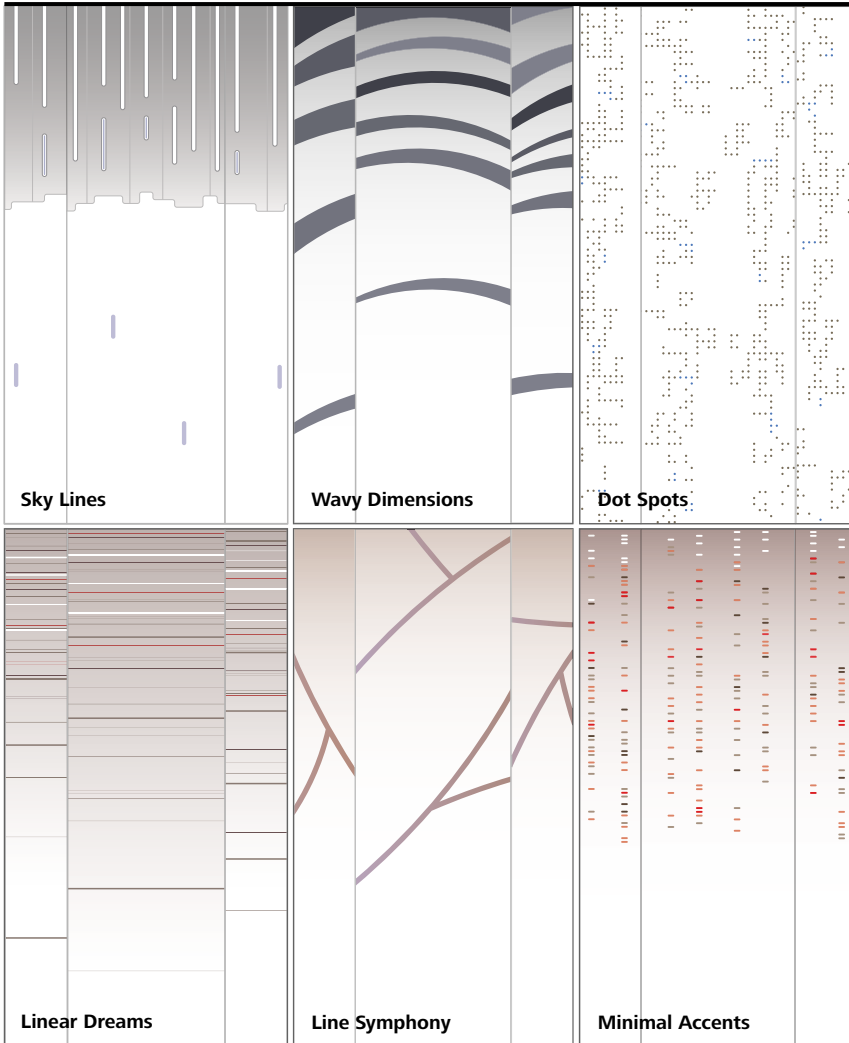 Sky Lines
Wavy Dimensions
Dot Spots
Linear Dreams
Line Symphony
Minimal Accents